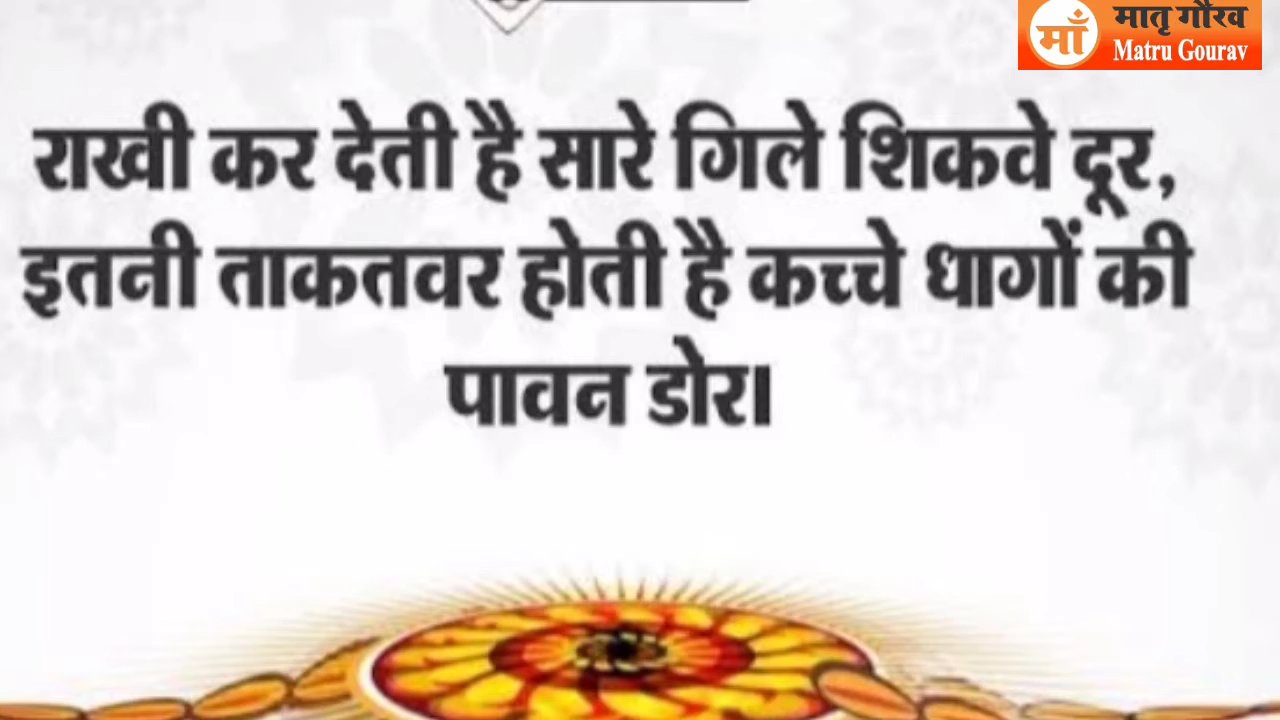 माँ
मातृ गौरव
Matru Gourav
राखी कर देती है सारे गिले शिकवे दूर,
इतनी ताकतवर होती है कच्चे धागों की
पावन डोर।